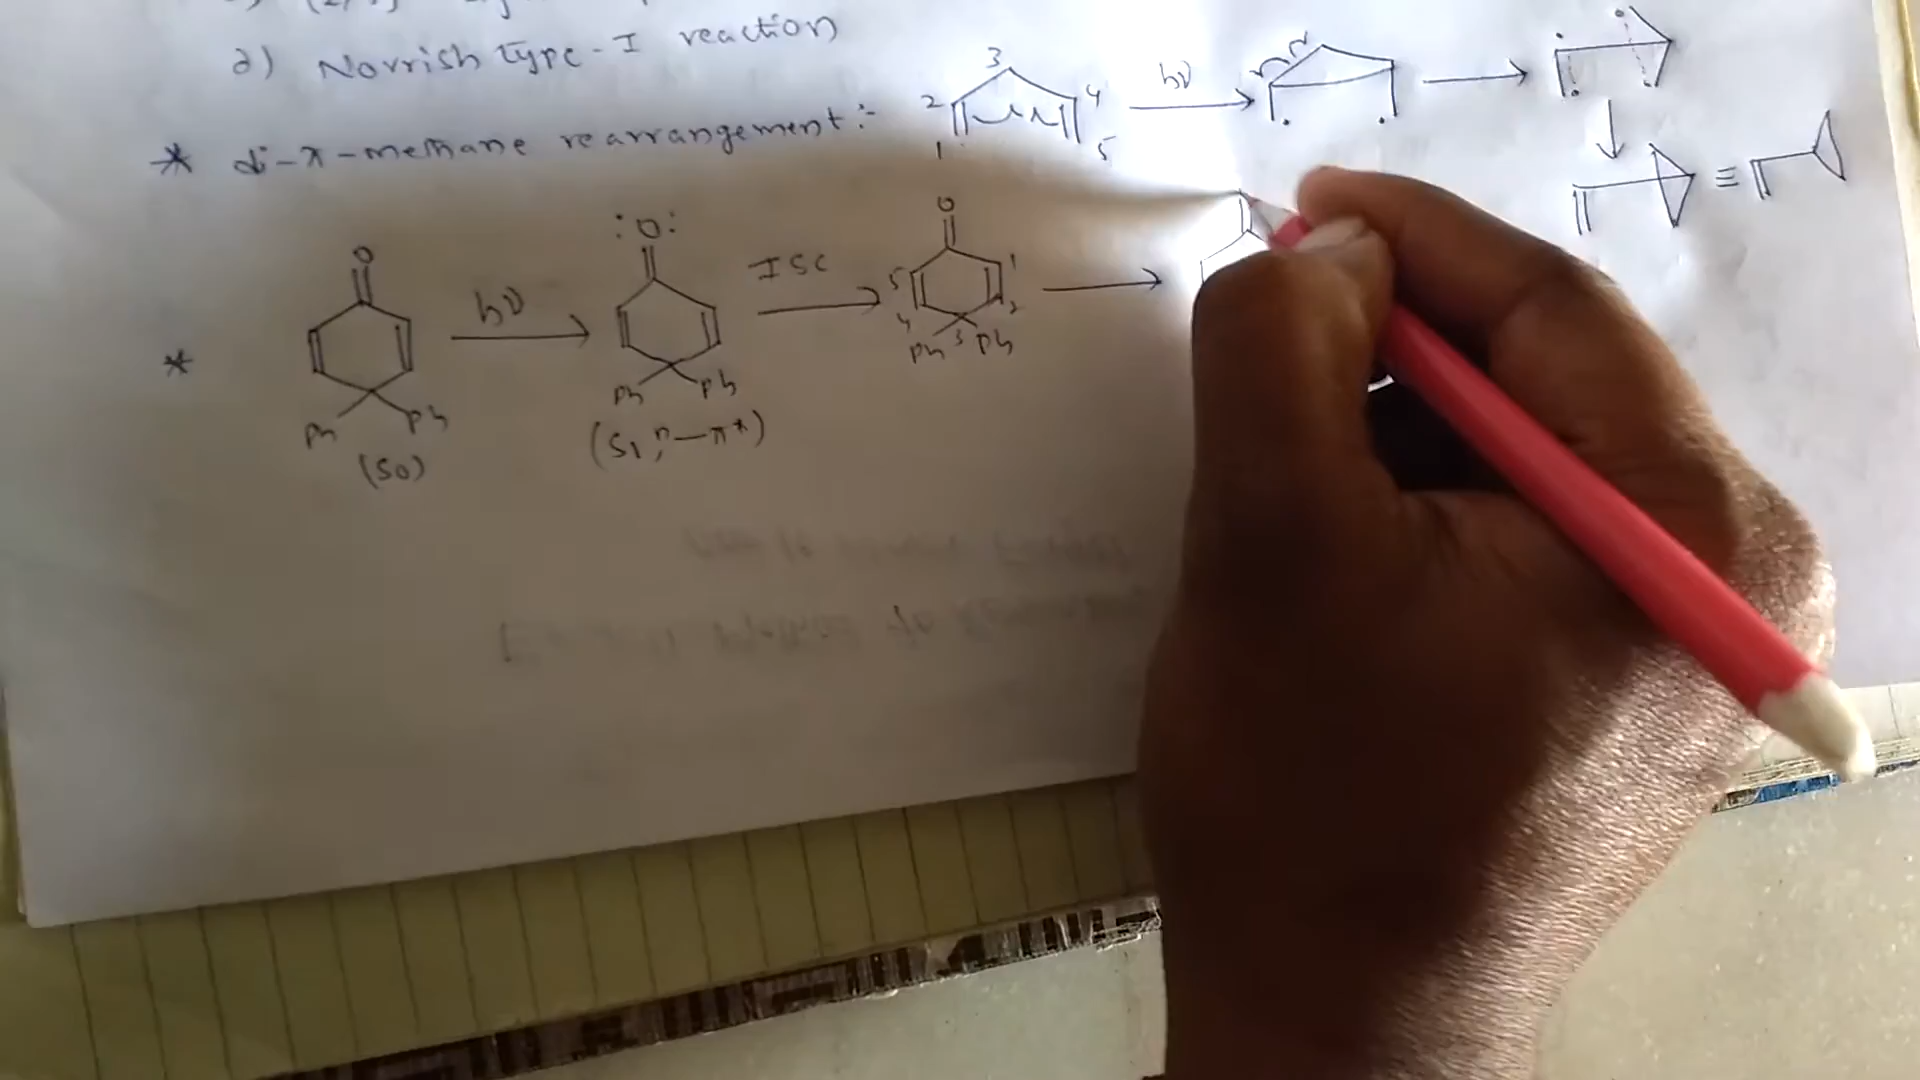 d) Norrish type-I reaction
* di-π-methane rearrangement:-
1 2 3 4 5 hν ≡
* O hν :O: ISC O
5 1 4 2 3
Ph Ph Ph Ph Ph Ph
(S0) (S1, n—π*)